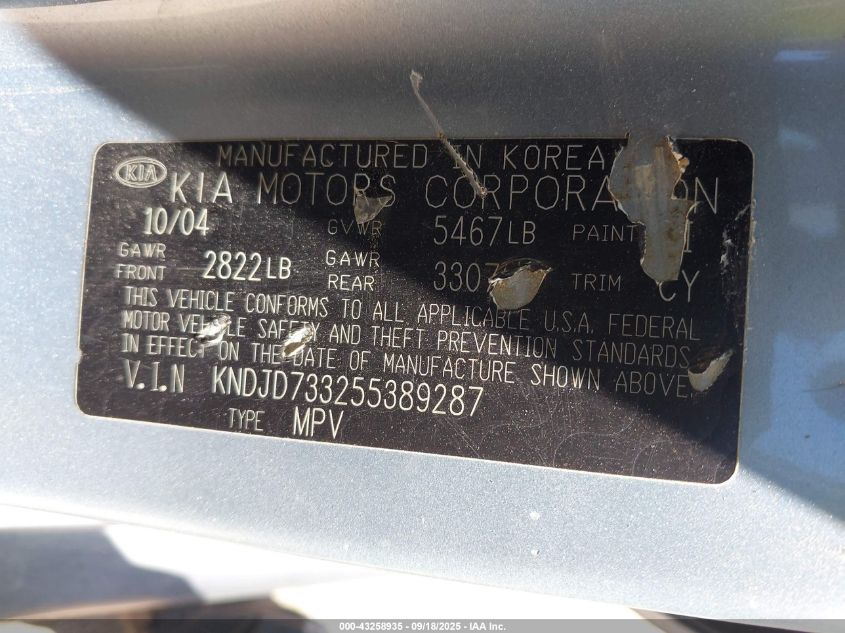 MANUFACTURED IN KOREA
KIA KIA MOTORS CORPORATION
10/04 GVWR 5467LB PAINT
GAWR FRONT 2822LB GAWR REAR TRIM CY
THIS VEHICLE CONFORMS TO ALL APPLICABLE U.S.A. FEDERAL
MOTOR VEHICLE SAFETY AND THEFT PREVENTION STANDARDS
IN EFFECT ON THE DATE OF MANUFACTURE SHOWN ABOVE
V.I.N KNDJD733255389287
TYPE MPV
000-43258935 - 09/18/2025 - IAA Inc.